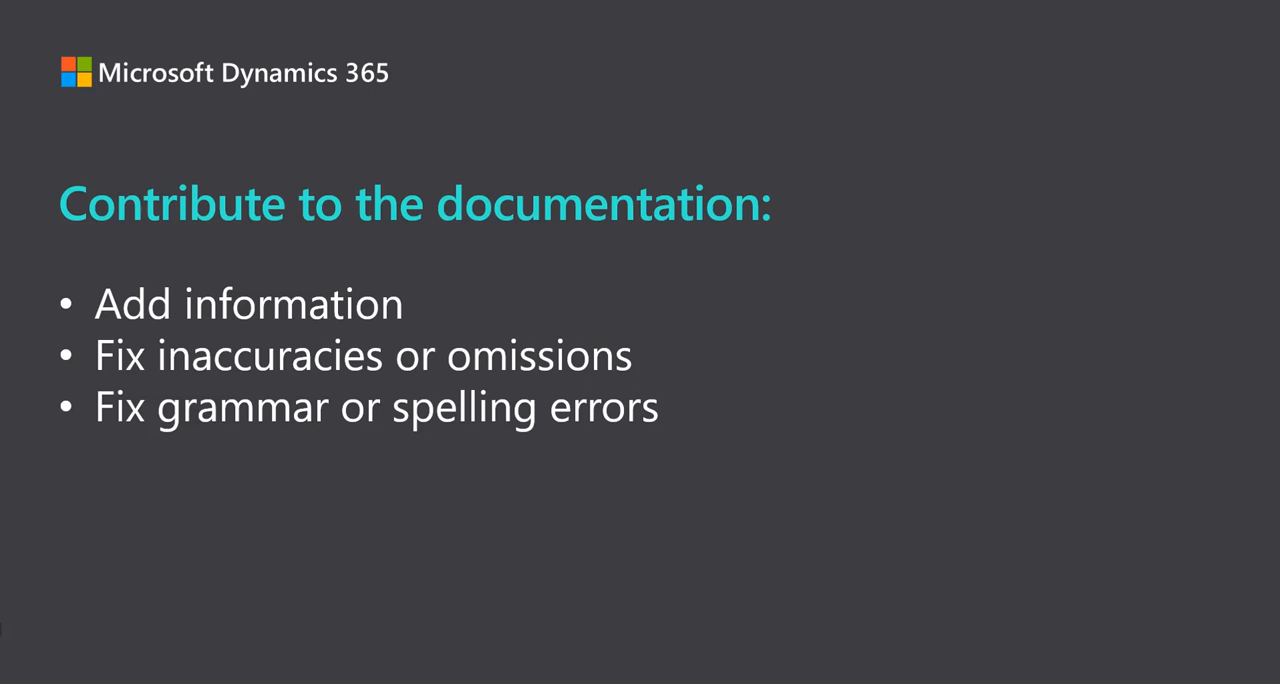 Microsoft Dynamics 365
Contribute to the documentation:
• Add information
• Fix inaccuracies or omissions
• Fix grammar or spelling errors